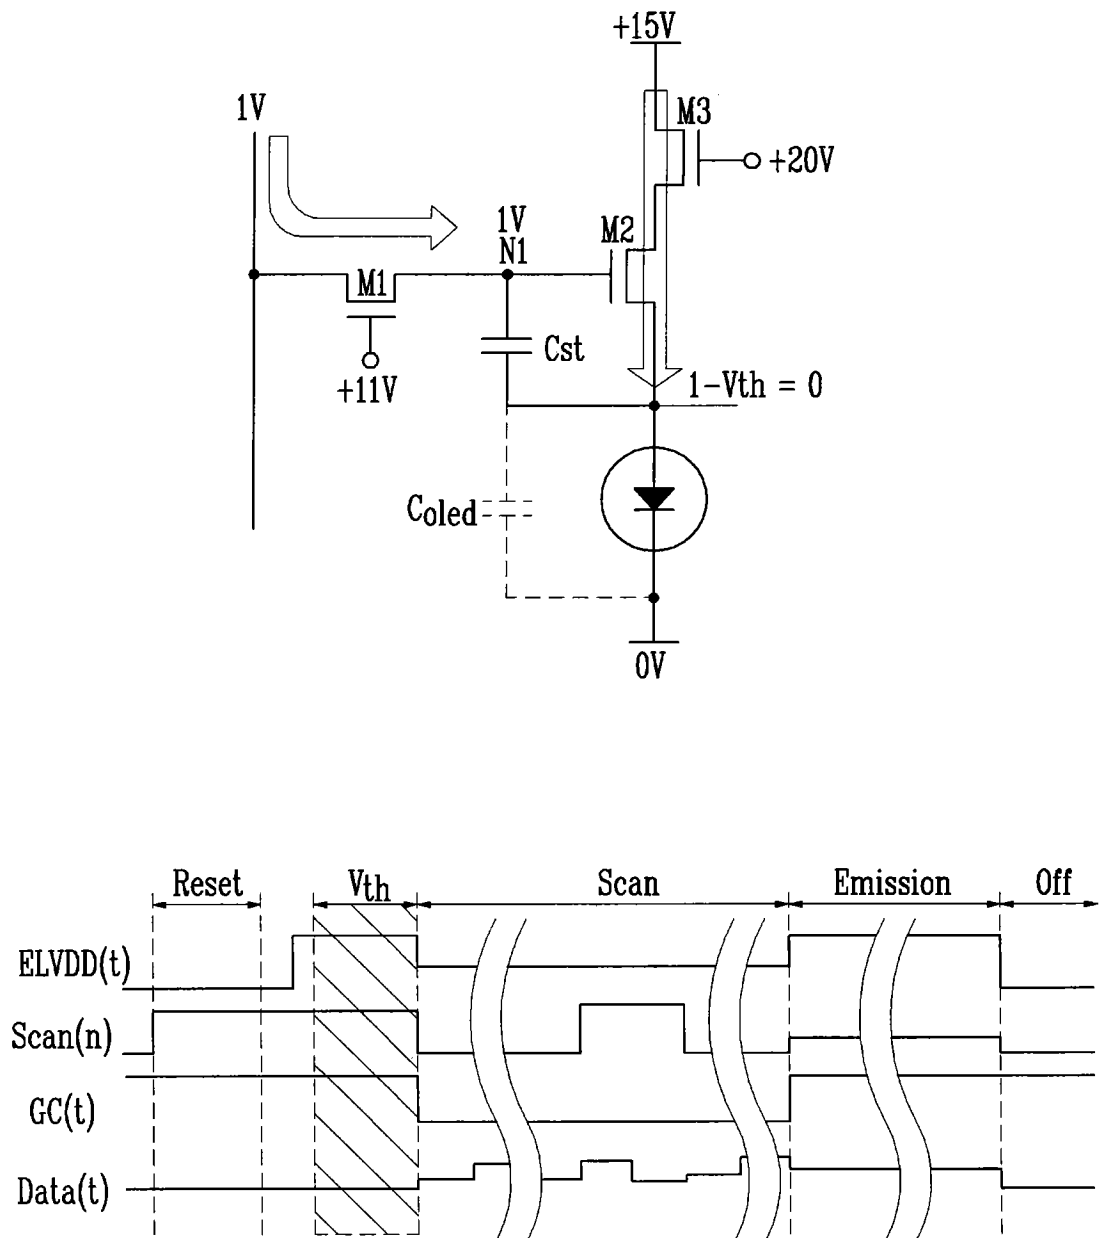 +15V
1V
M3
+20V
1V
N1
M2
M1
+11V
Cst
1-Vth = 0
Coled
0V
Reset
Vth
Scan
Emission
Off
ELVDD(t)
Scan(n)
GC(t)
Data(t)